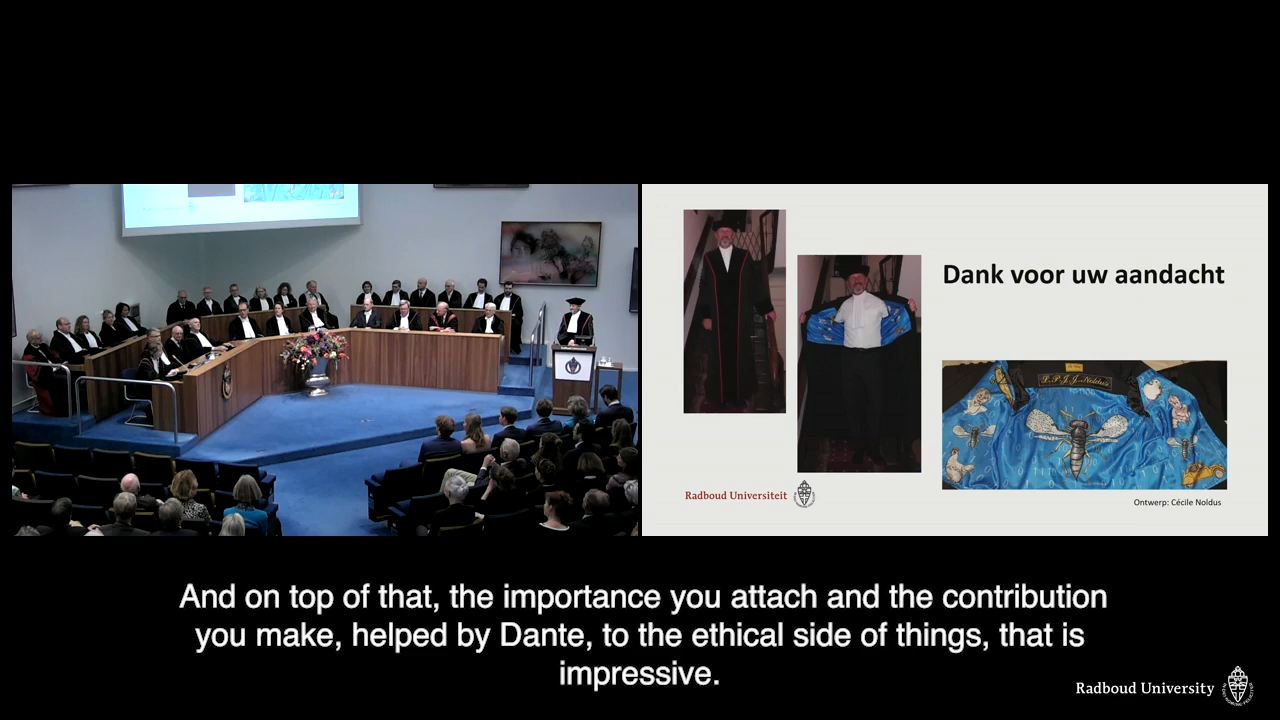 Dank voor uw aandacht
P.P.J.J. Noldus
Radboud Universiteit
Ontwerp: Cécile Noldus
And on top of that, the importance you attach and the contribution
you make, helped by Dante, to the ethical side of things, that is
impressive.
Radboud University